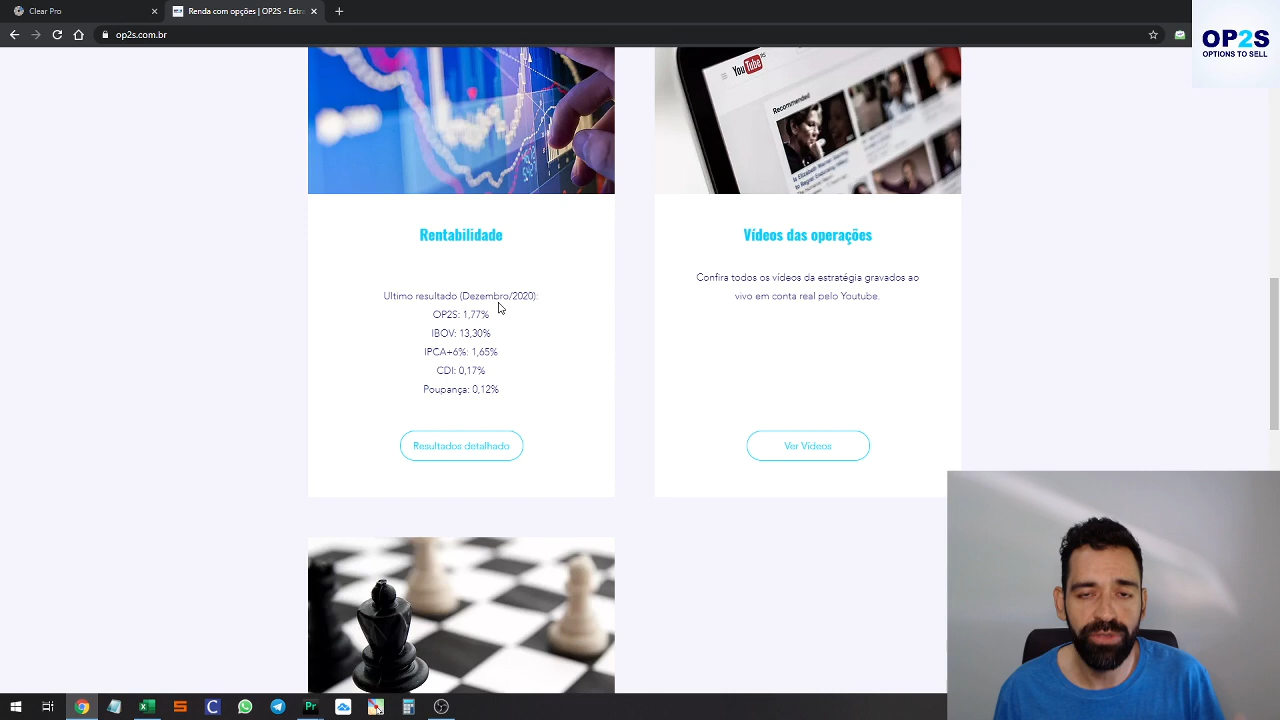 Clear Pro
Renda com opções | OP2S - Estra
op2s.com.br
OP2S
OPTIONS TO SELL
YouTube
Recommended
Rentabilidade
Ultimo resultado (Dezembro/2020):
OP2S: 1,77%
IBOV: 13,30%
IPCA+6%: 1,65%
CDI: 0,17%
Poupança: 0,12%
Resultados detalhado
Vídeos das operações
Confira todos os vídeos da estratégia gravados ao
vivo em conta real pelo Youtube.
Ver Vídeos
Pr